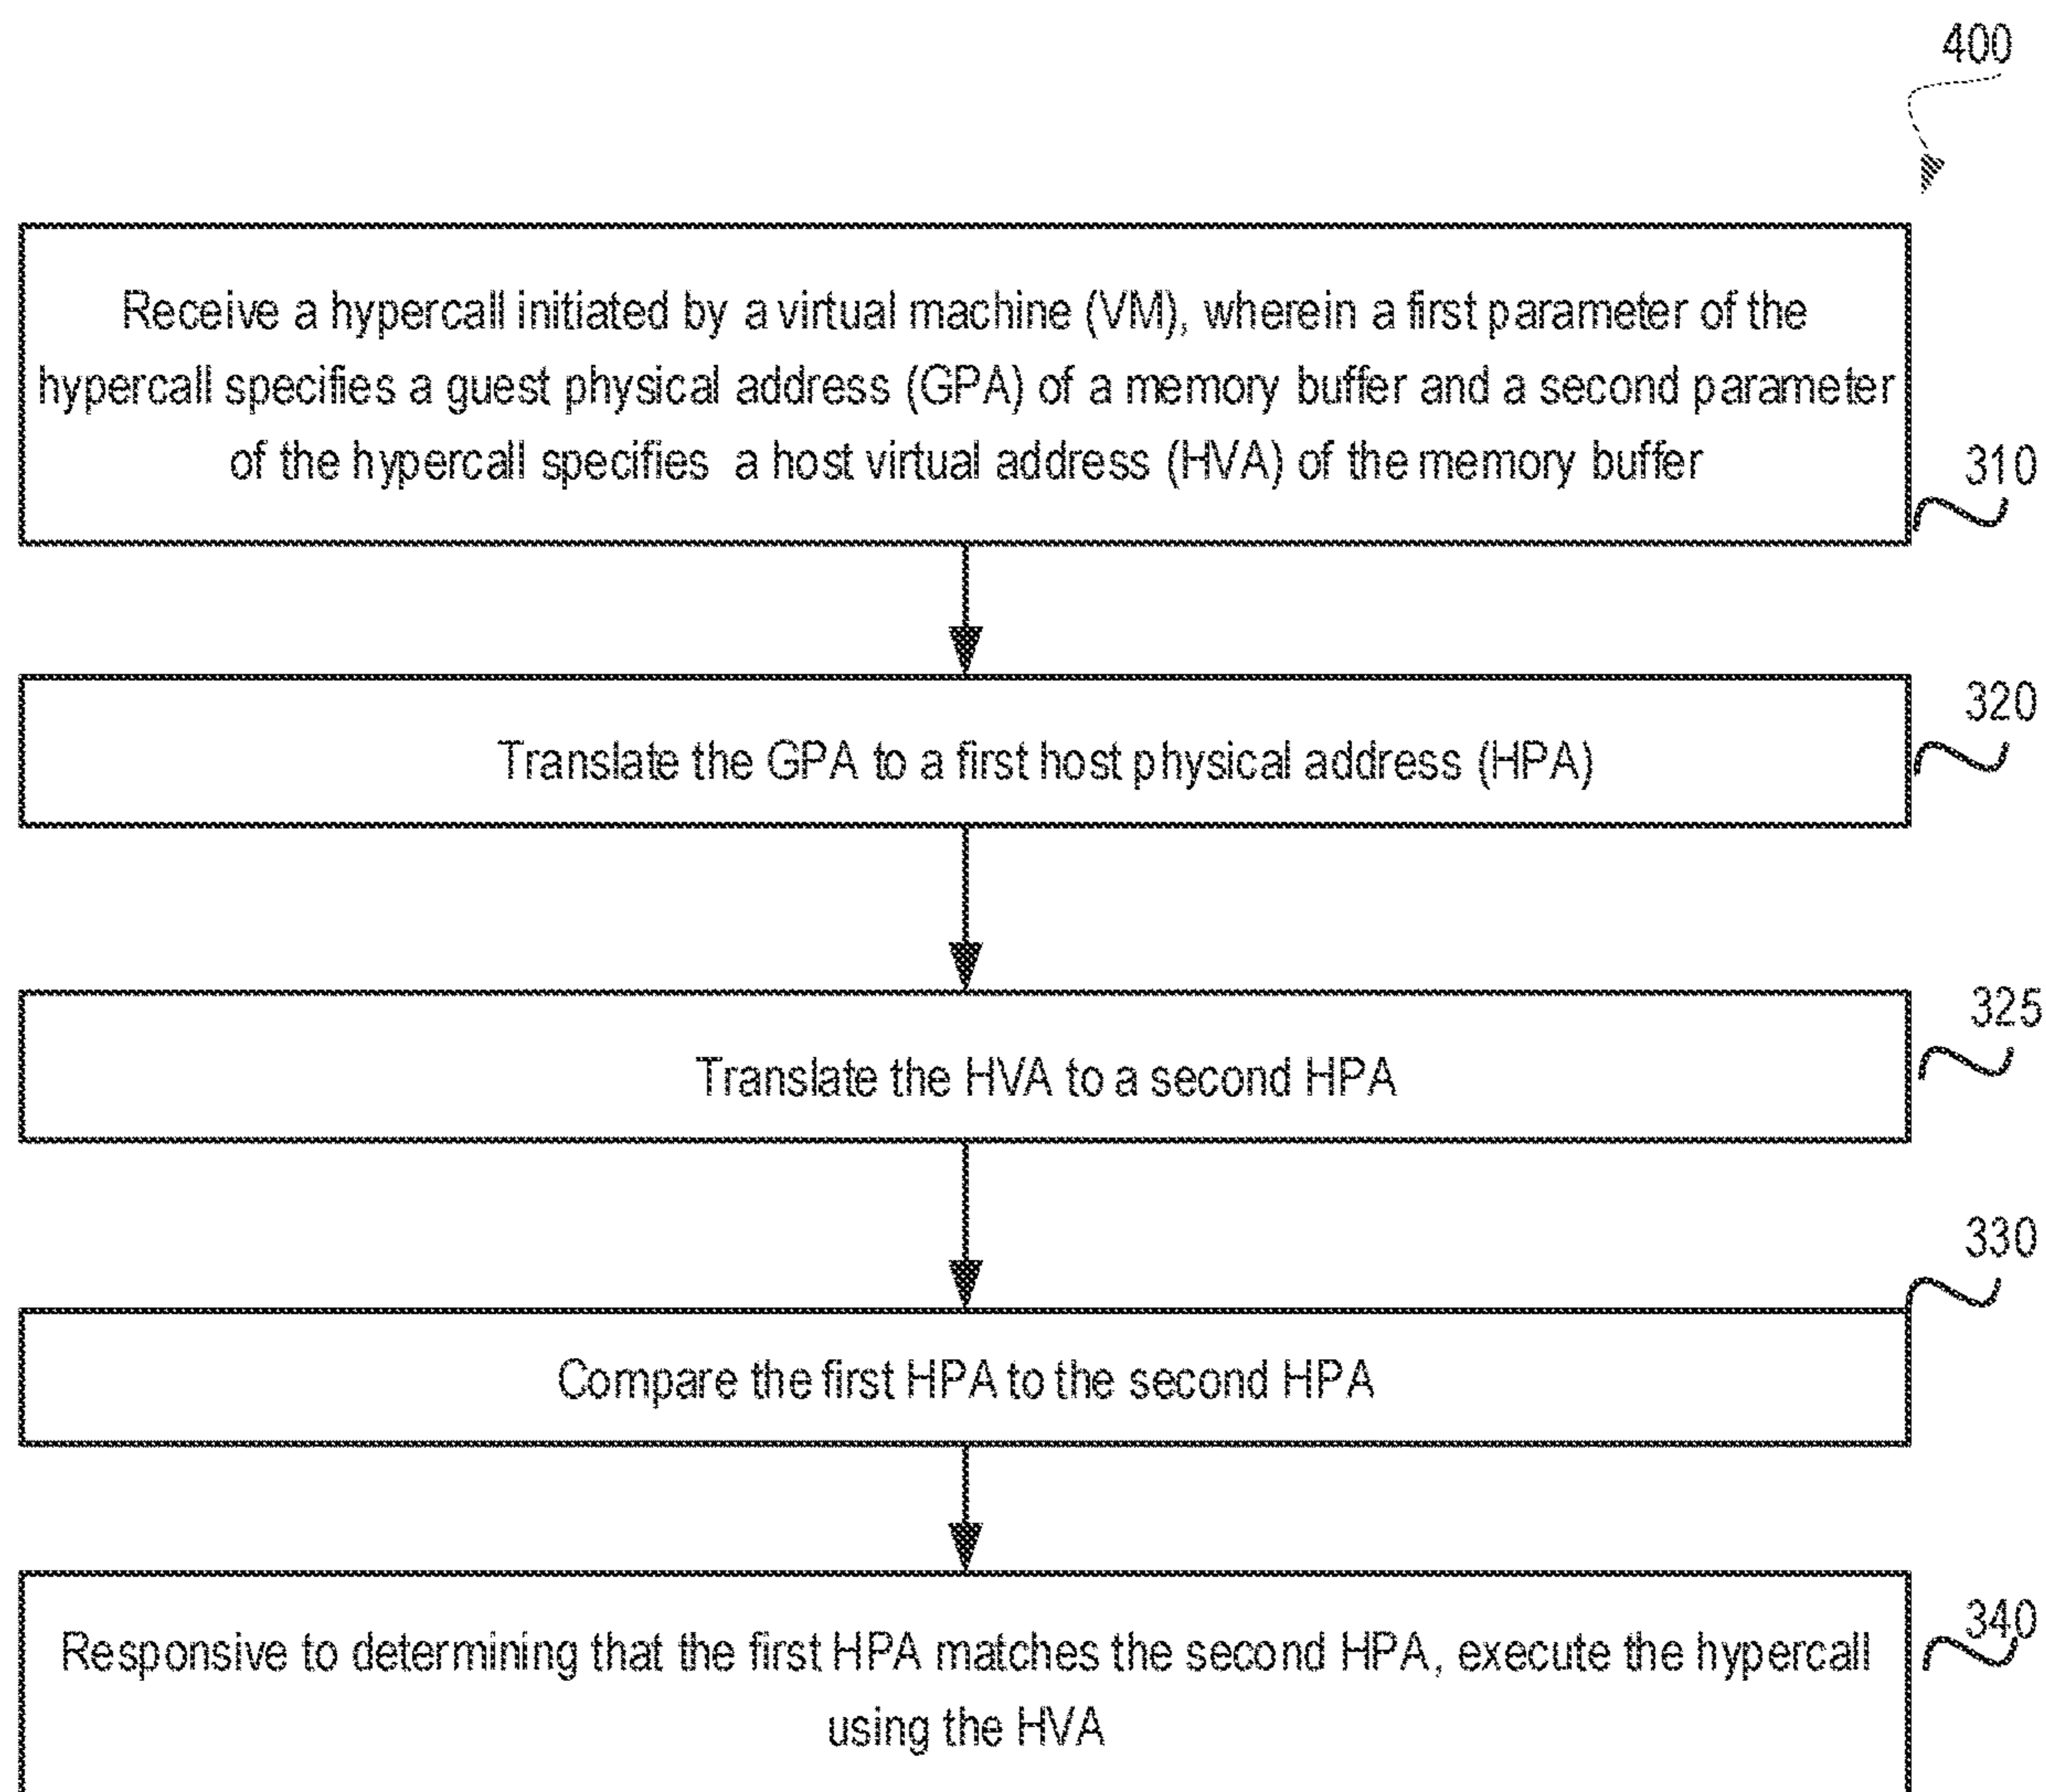 400
Receive a hypercall initiated by a virtual machine (VM), wherein a first parameter of the
hypercall specifies a guest physical address (GPA) of a memory buffer and a second parameter
of the hypercall specifies a host virtual address (HVA) of the memory buffer
310
320
Translate the GPA to a first host physical address (HPA)
325
Translate the HVA to a second HPA
330
Compare the first HPA to the second HPA
340
Responsive to determining that the first HPA matches the second HPA, execute the hypercall
using the HVA